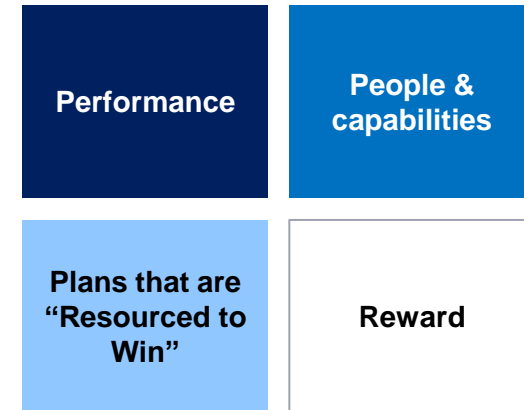 Performance
People &
capabilities
Plans that are
“Resourced to
Win”
Reward